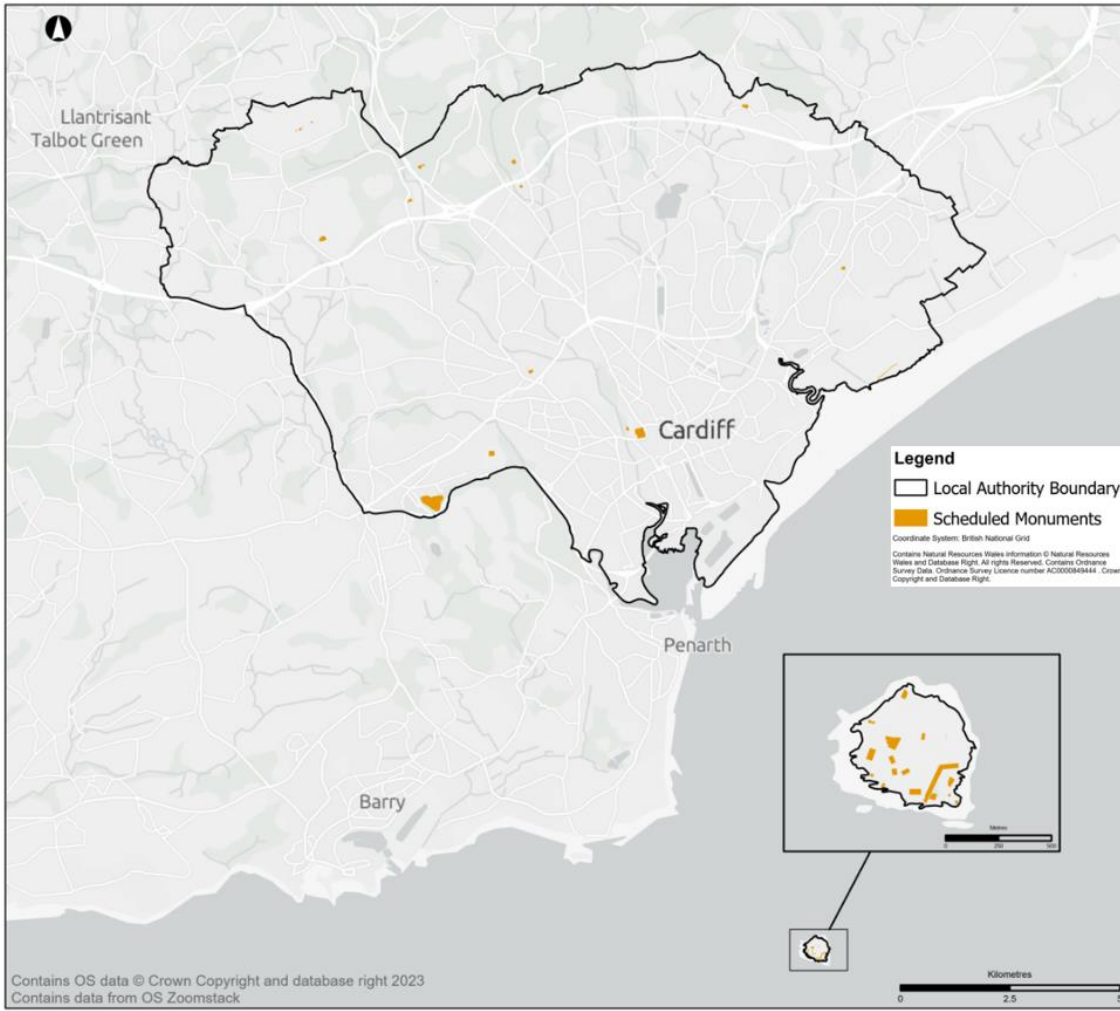 Llantrisant
Talbot Green
Cardiff
Legend
Local Authority Boundary
Scheduled Monuments
Coordinate System: British National Grid
Contains Natural Resources Wales information © Natural Resources
Wales and Database Right. All rights Reserved. Contains Ordnance
Survey Data. Ordnance Survey Licence number AC0000849444 . Crown
Copyright and Database Right.
Penarth
Barry
Metres
0 250 500
Contains OS data © Crown Copyright and database right 2023
Contains data from OS Zoomstack
Kilometres
0 2.5 5